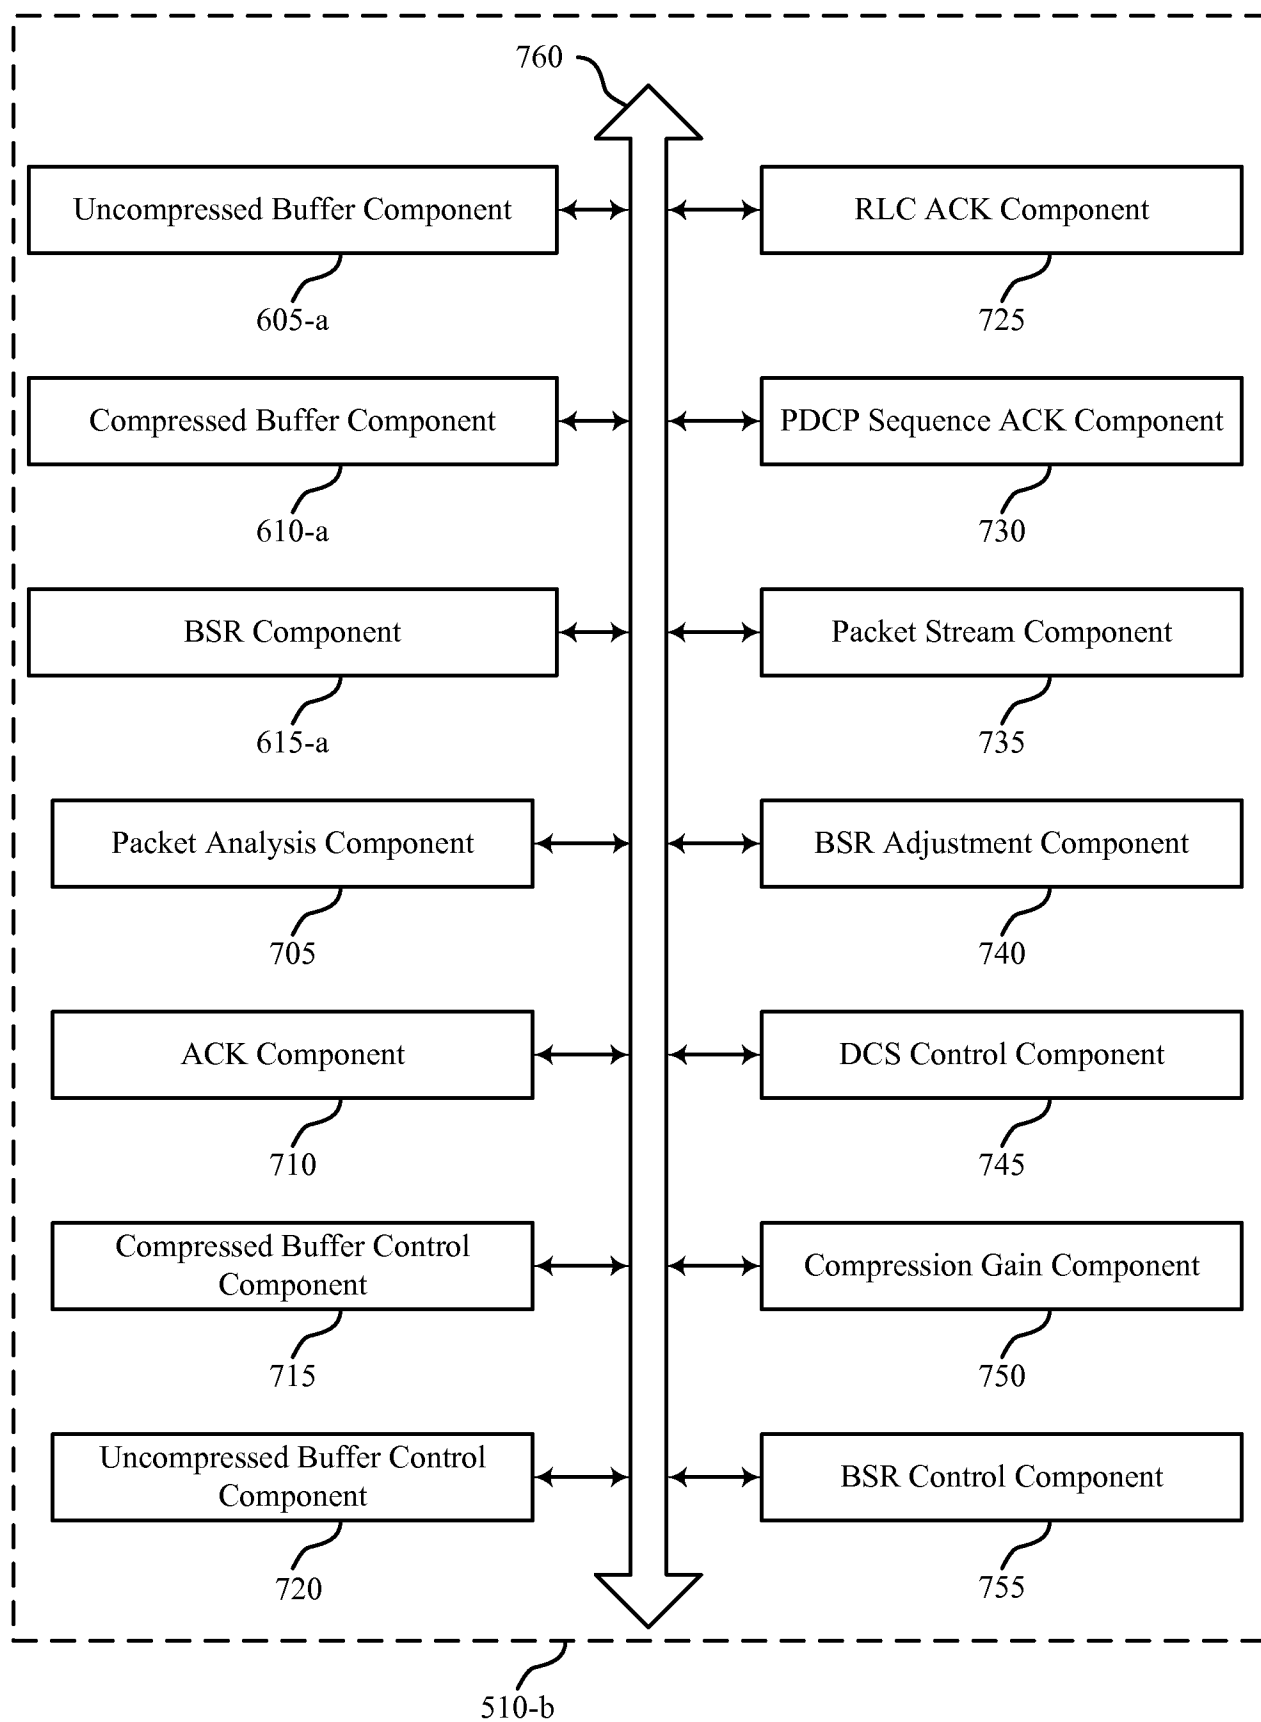 760
Uncompressed Buffer Component
605-a
RLC ACK Component
725
Compressed Buffer Component
610-a
PDCP Sequence ACK Component
730
BSR Component
615-a
Packet Stream Component
735
Packet Analysis Component
705
BSR Adjustment Component
740
ACK Component
710
DCS Control Component
745
Compressed Buffer Control
Component
715
Compression Gain Component
750
Uncompressed Buffer Control
Component
720
BSR Control Component
755
510-b